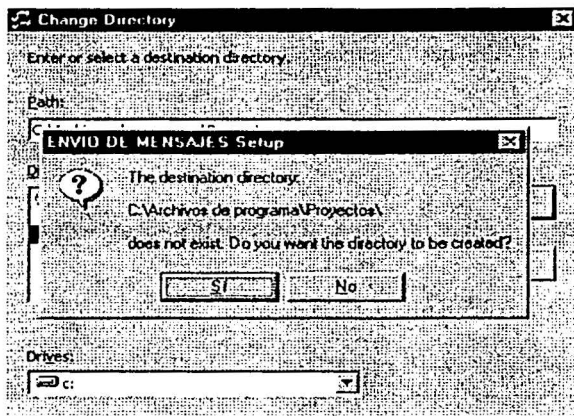 Change Directory
Enter or select a destination directory.
Path:
ENVIO DE MENSAJES Setup
The destination directory:
C:\Archivos de programa\Proyectos\
does not exist. Do you want the directory to be created?
Sí
No
Drives:
c: